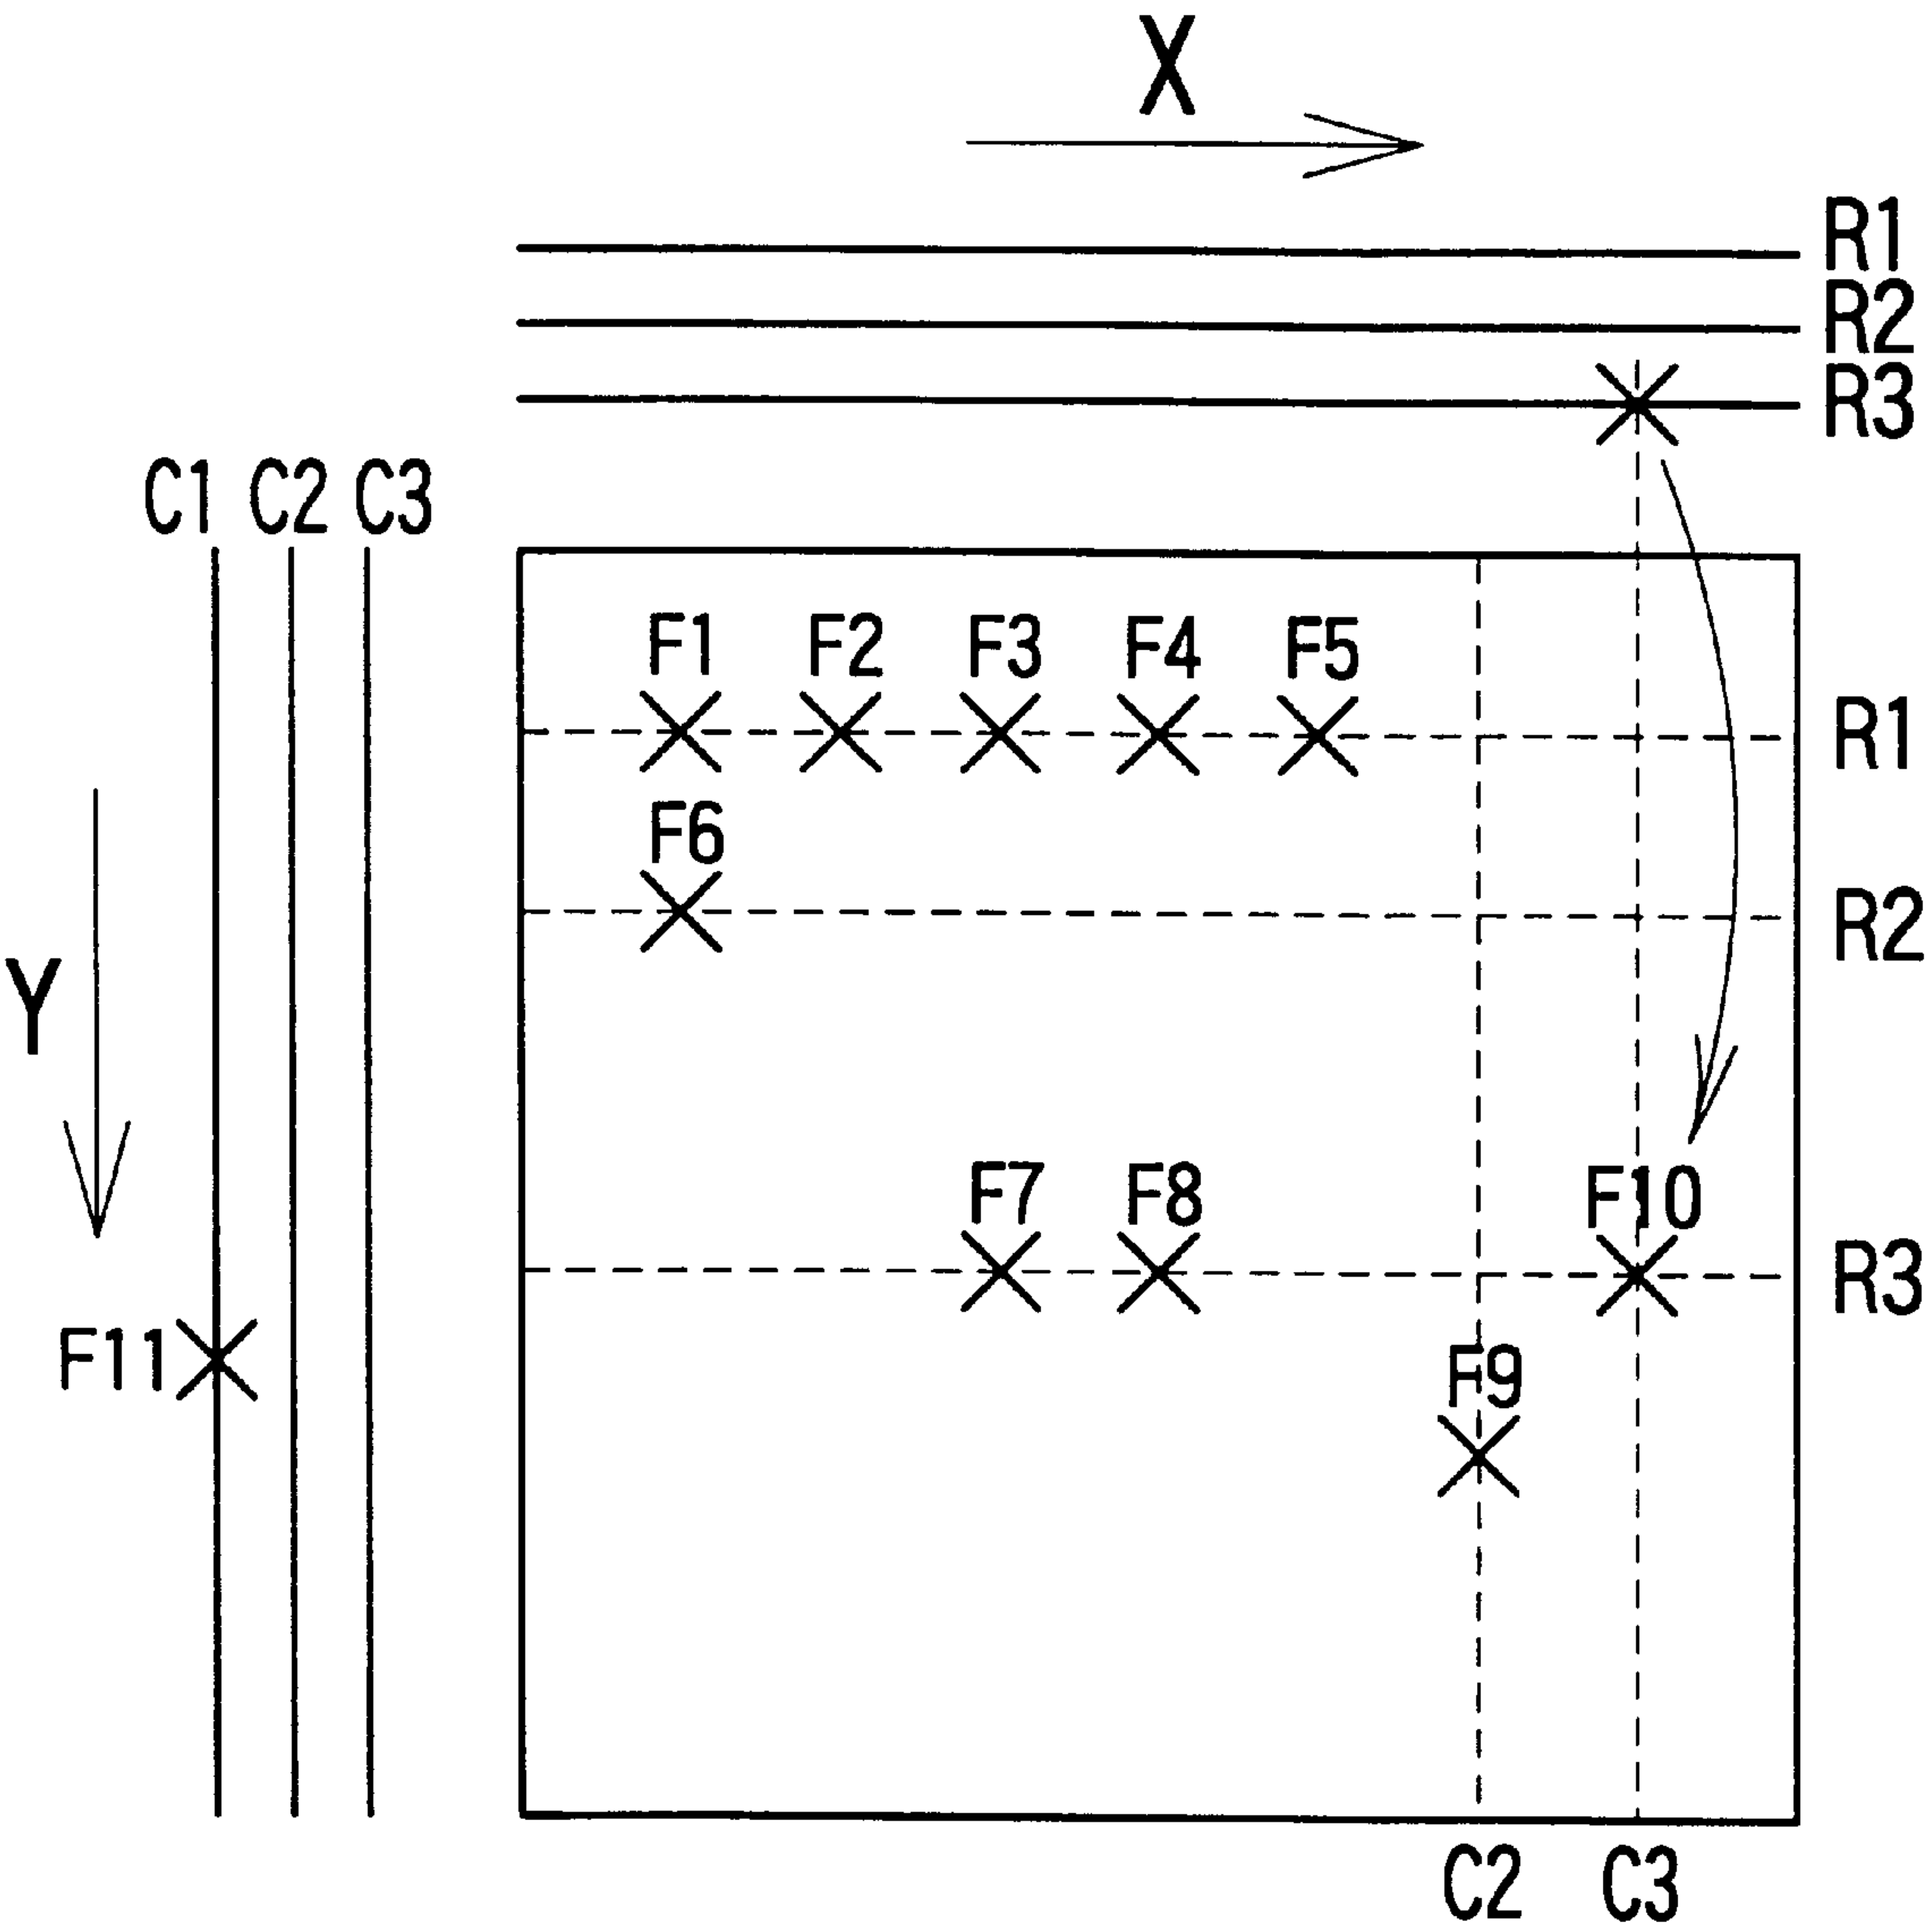 X
R1
R2
R3
C1 C2 C3
F1 F2 F3 F4 F5
R1
F6
R2
Y
F7 F8 F10
R3
F11
F9
C2 C3